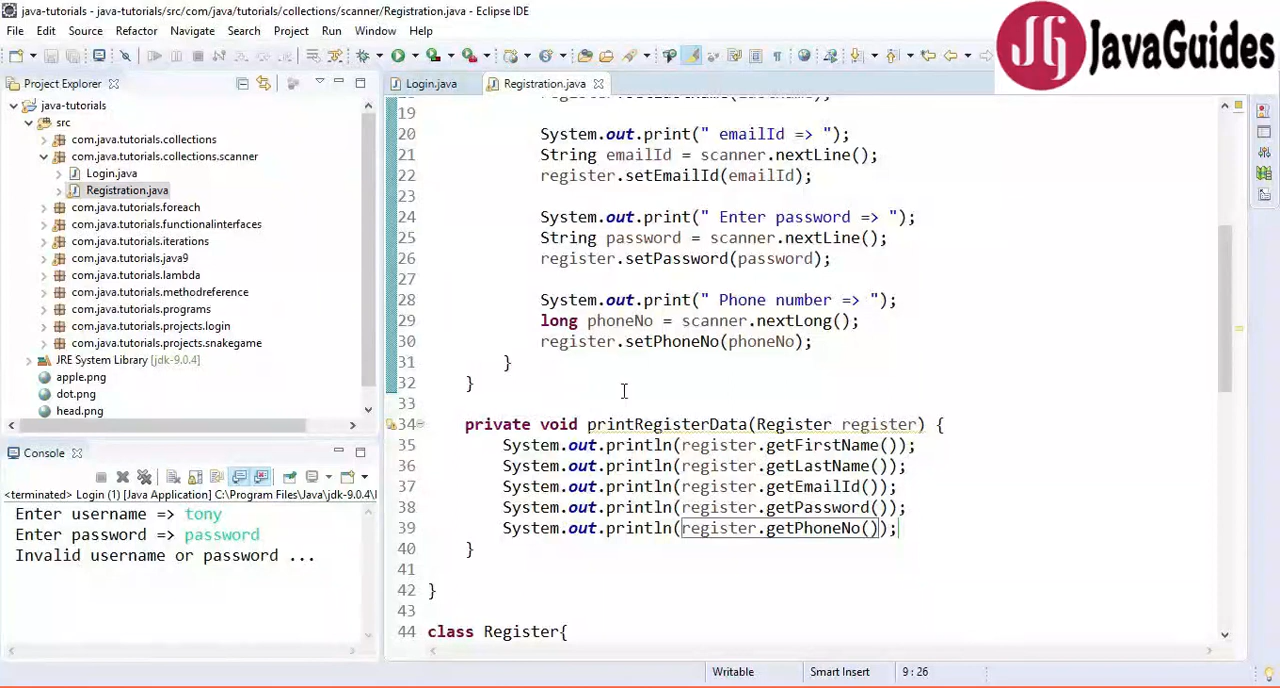 java-tutorials - java-tutorials/src/com/java/tutorials/collections/scanner/Registration.java - Eclipse IDE
File Edit Source Refactor Navigate Search Project Run Window Help
JG JavaGuides
Project Explorer
java-tutorials
src
com.java.tutorials.collections
com.java.tutorials.collections.scanner
Login.java
Registration.java
com.java.tutorials.foreach
com.java.tutorials.functionalinterfaces
com.java.tutorials.iterations
com.java.tutorials.java9
com.java.tutorials.lambda
com.java.tutorials.methodreference
com.java.tutorials.programs
com.java.tutorials.projects.login
com.java.tutorials.projects.snakegame
JRE System Library [jdk-9.0.4]
apple.png
dot.png
head.png
Console
<terminated> Login (1) [Java Application] C:\Program Files\Java\jdk-9.0.4\
Enter username => tony
Enter password => password
Invalid username or password ...
Login.java Registration.java
19
20 System.out.print(" emailId => ");
21 String emailId = scanner.nextLine();
22 register.setEmailId(emailId);
23
24 System.out.print(" Enter password => ");
25 String password = scanner.nextLine();
26 register.setPassword(password);
27
28 System.out.print(" Phone number => ");
29 long phoneNo = scanner.nextLong();
30 register.setPhoneNo(phoneNo);
31 }
32 }
33
34 private void printRegisterData(Register register) {
35 System.out.println(register.getFirstName());
36 System.out.println(register.getLastName());
37 System.out.println(register.getEmailId());
38 System.out.println(register.getPassword());
39 System.out.println(register.getPhoneNo());
40 }
41
42 }
43
44 class Register{
Writable Smart Insert 9 : 26